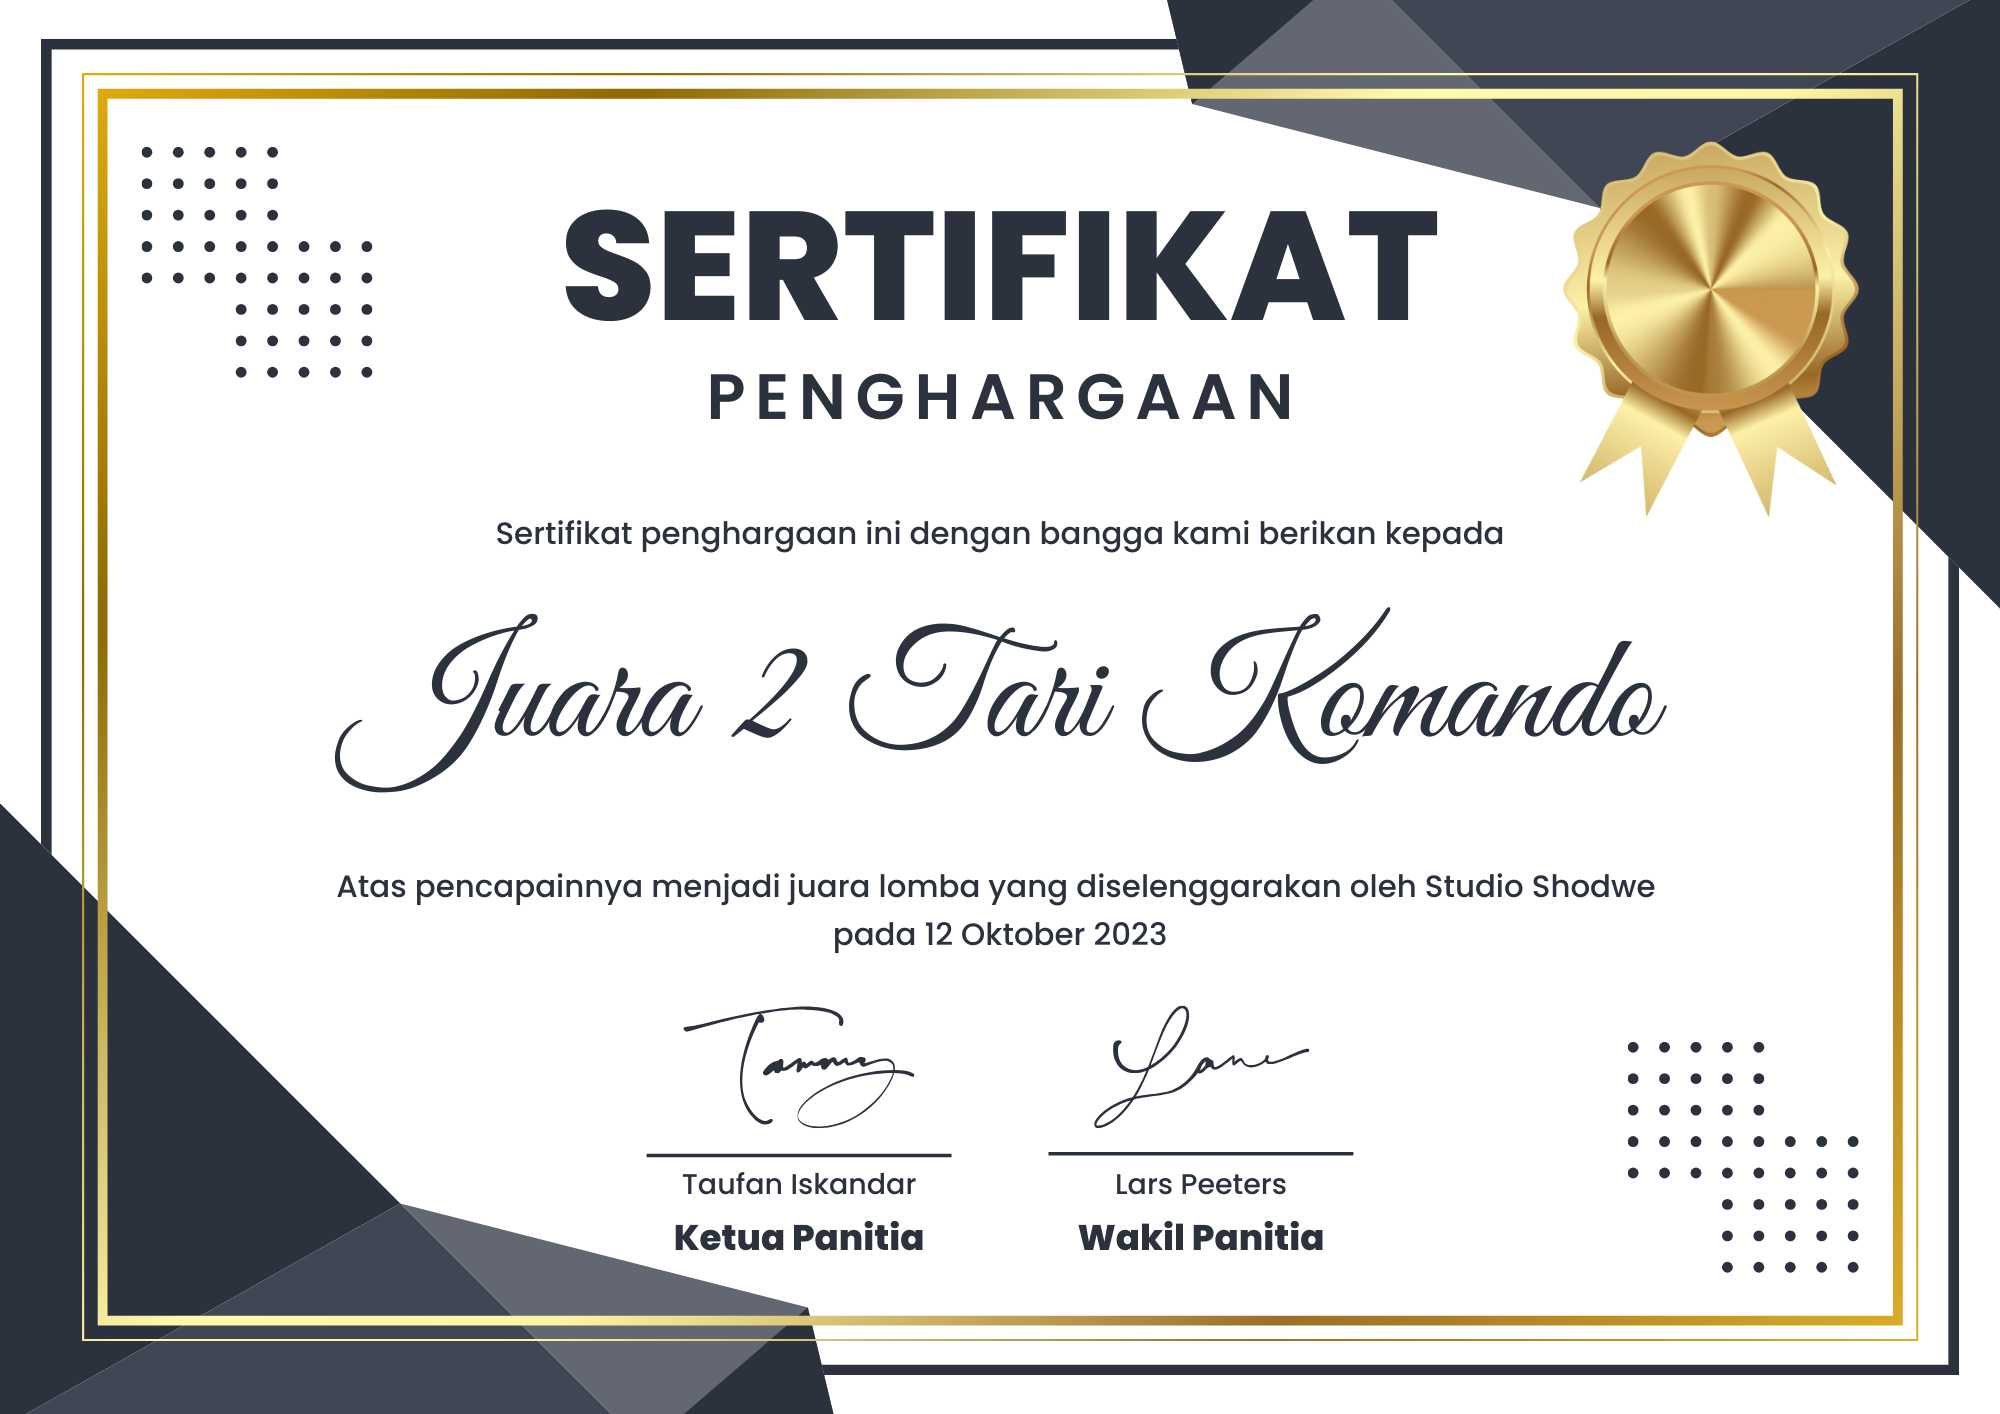 SERTIFIKAT
PENGHARGAAN
Sertifikat penghargaan ini dengan bangga kami berikan kepada
Juara 2 Tari Komando
Atas pencapainnya menjadi juara lomba yang diselenggarakan oleh Studio Shodwe
pada 12 Oktober 2023
Taufan Iskandar
Lars Peeters
Ketua Panitia
Wakil Panitia